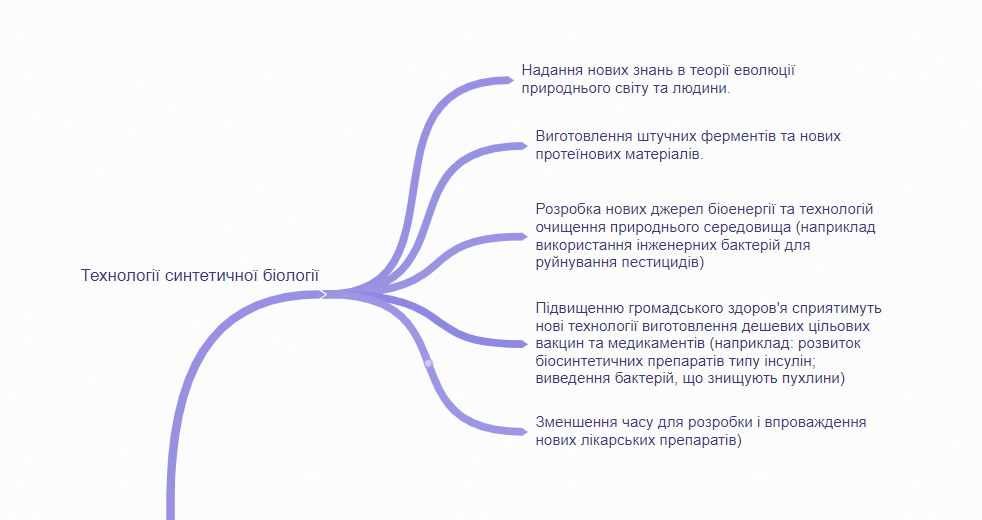 Надання нових знань в теорії еволюції
природнього світу та людини.
Виготовлення штучних ферментів та нових
протеїнових матеріалів.
Розробка нових джерел біоенергії та технологій
очищення природнього середовища (наприклад
використання інженерних бактерій для
руйнування пестицидів)
Технології синтетичної біології
Підвищенню громадського здоров'я сприятимуть
нові технології виготовлення дешевих цільових
вакцин та медикаментів (наприклад: розвиток
біосинтетичних препаратів типу інсулін;
виведення бактерій, що знищують пухлини)
Зменшення часу для розробки і впроваждення
нових лікарських препаратів)